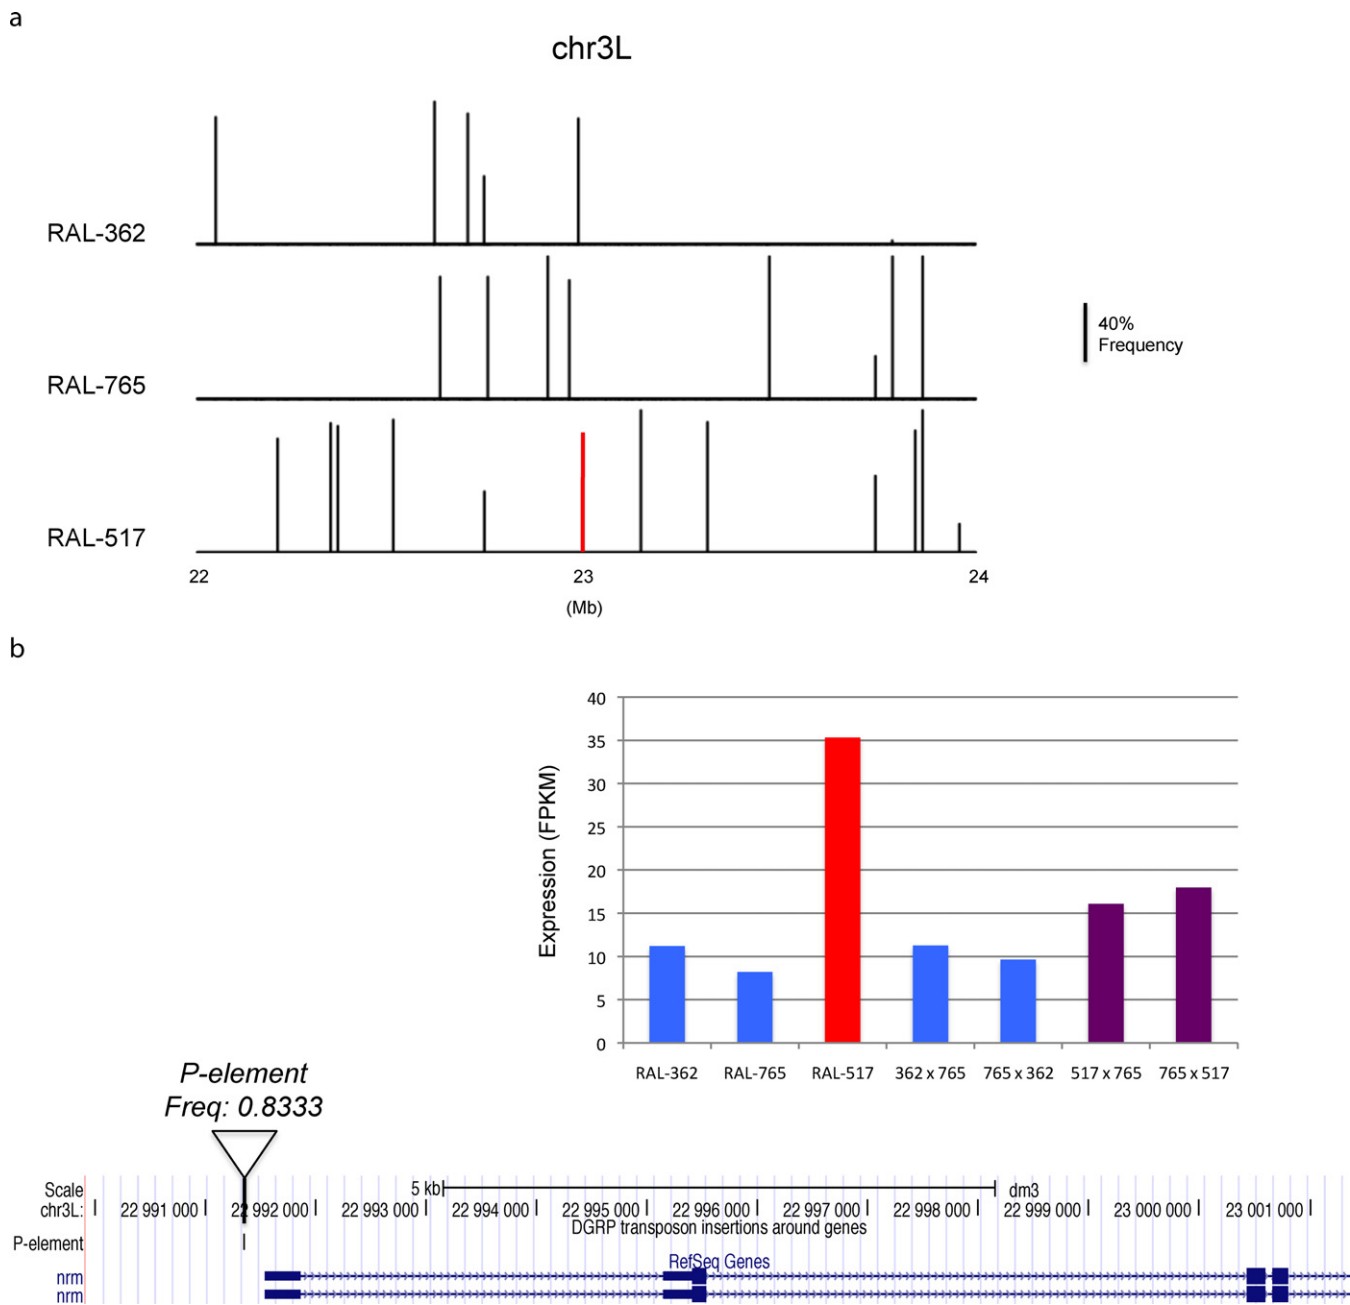 a
chr3L
RAL-362
RAL-765
RAL-517
40%
Frequency
22 23 24
(Mb)
b
Expression (FPKM)
40
35
30
25
20
15
10
5
0
RAL-362 RAL-765 RAL-517 362 x 765 765 x 362 517 x 765 765 x 517
P-element
Freq: 0.8333
Scale 5 kb dm3
chr3L: 22 991 000 22 992 000 22 993 000 22 994 000 22 995 000 22 996 000 22 997 000 22 998 000 22 999 000 23 000 000 23 001 000
DGRP transposon insertions around genes
P-element
RefSeq Genes
nrm
nrm